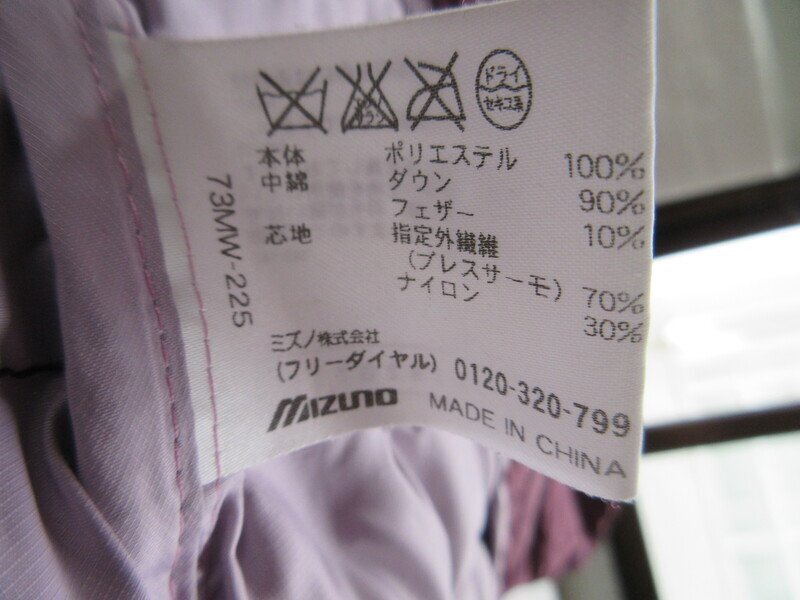 ドライ
セキユ系
本体 ポリエステル 100%
中綿 ダウン 90%
フェザー 10%
芯地 指定外繊維
(ブレスサーモ) 70%
ナイロン 30%
ミズノ株式会社
(フリーダイヤル) 0120-320-799
MIZUNO MADE IN CHINA
73MW-225